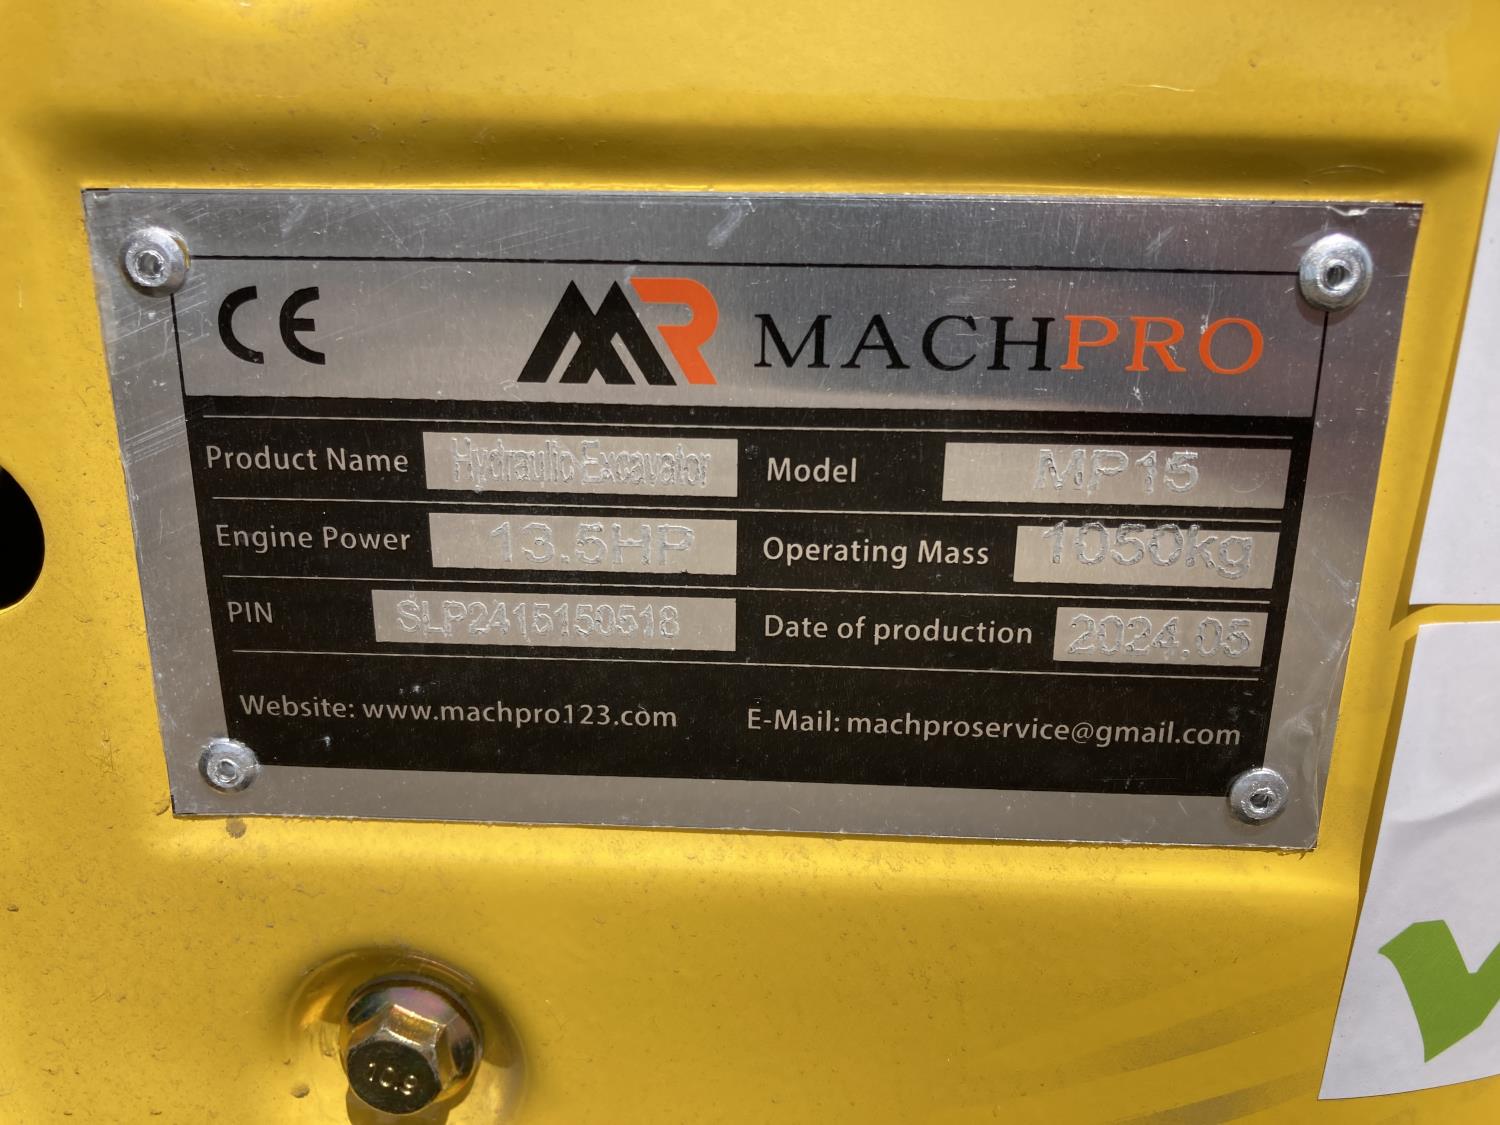 CE MR MACHPRO
Product Name Hydraulic Excavator Model MP15
Engine Power 13.5HP Operating Mass 1050kg
PIN SLP2415150518 Date of production 2024.05
Website: www.machpro123.com E-Mail: machproservice@gmail.com
10.9